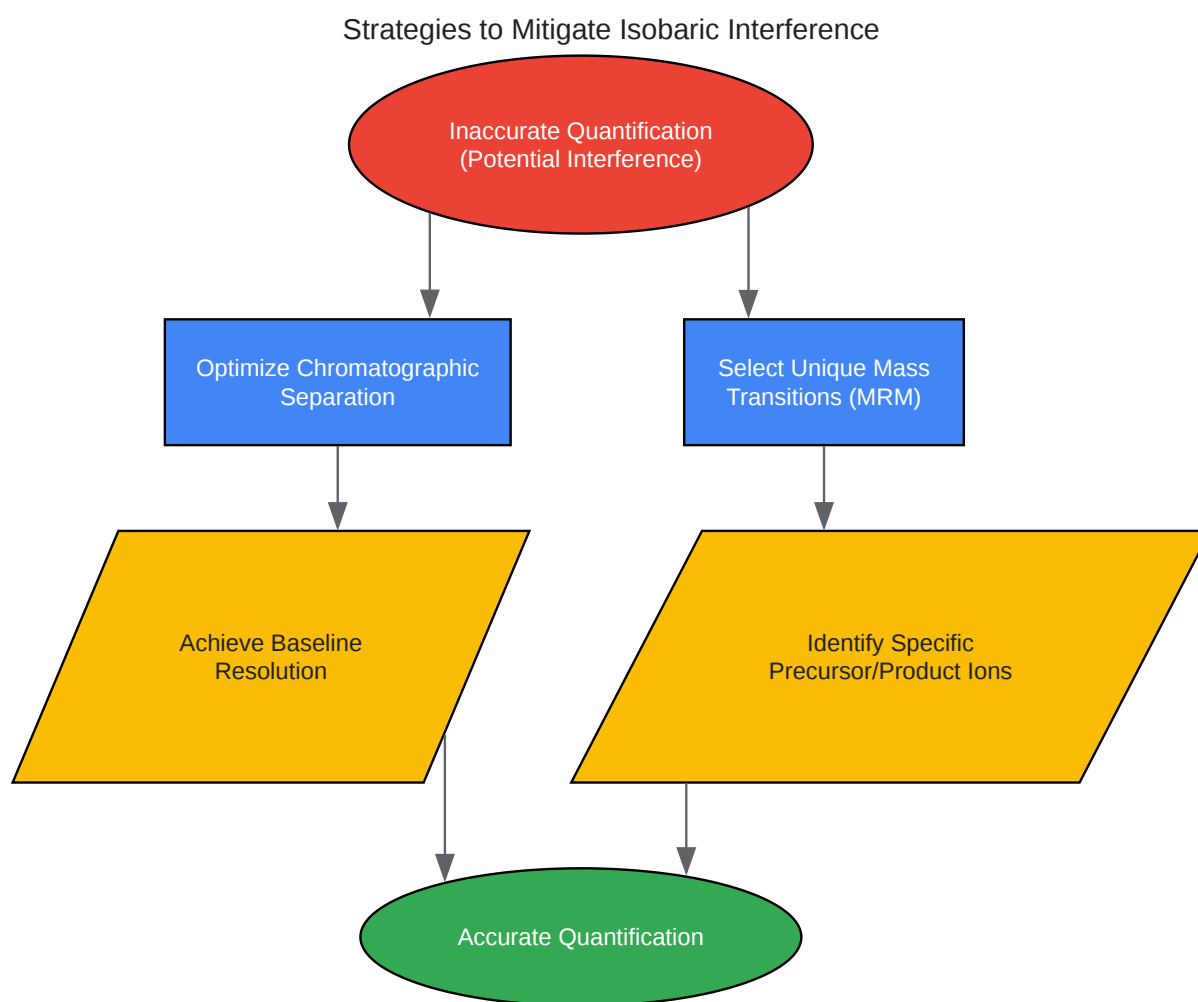 Strategies to Mitigate Isobaric Interference
Inaccurate Quantification
(Potential Interference)
Optimize Chromatographic
Separation
Select Unique Mass
Transitions (MRM)
Achieve Baseline
Resolution
Identify Specific
Precursor/Product Ions
Accurate Quantification